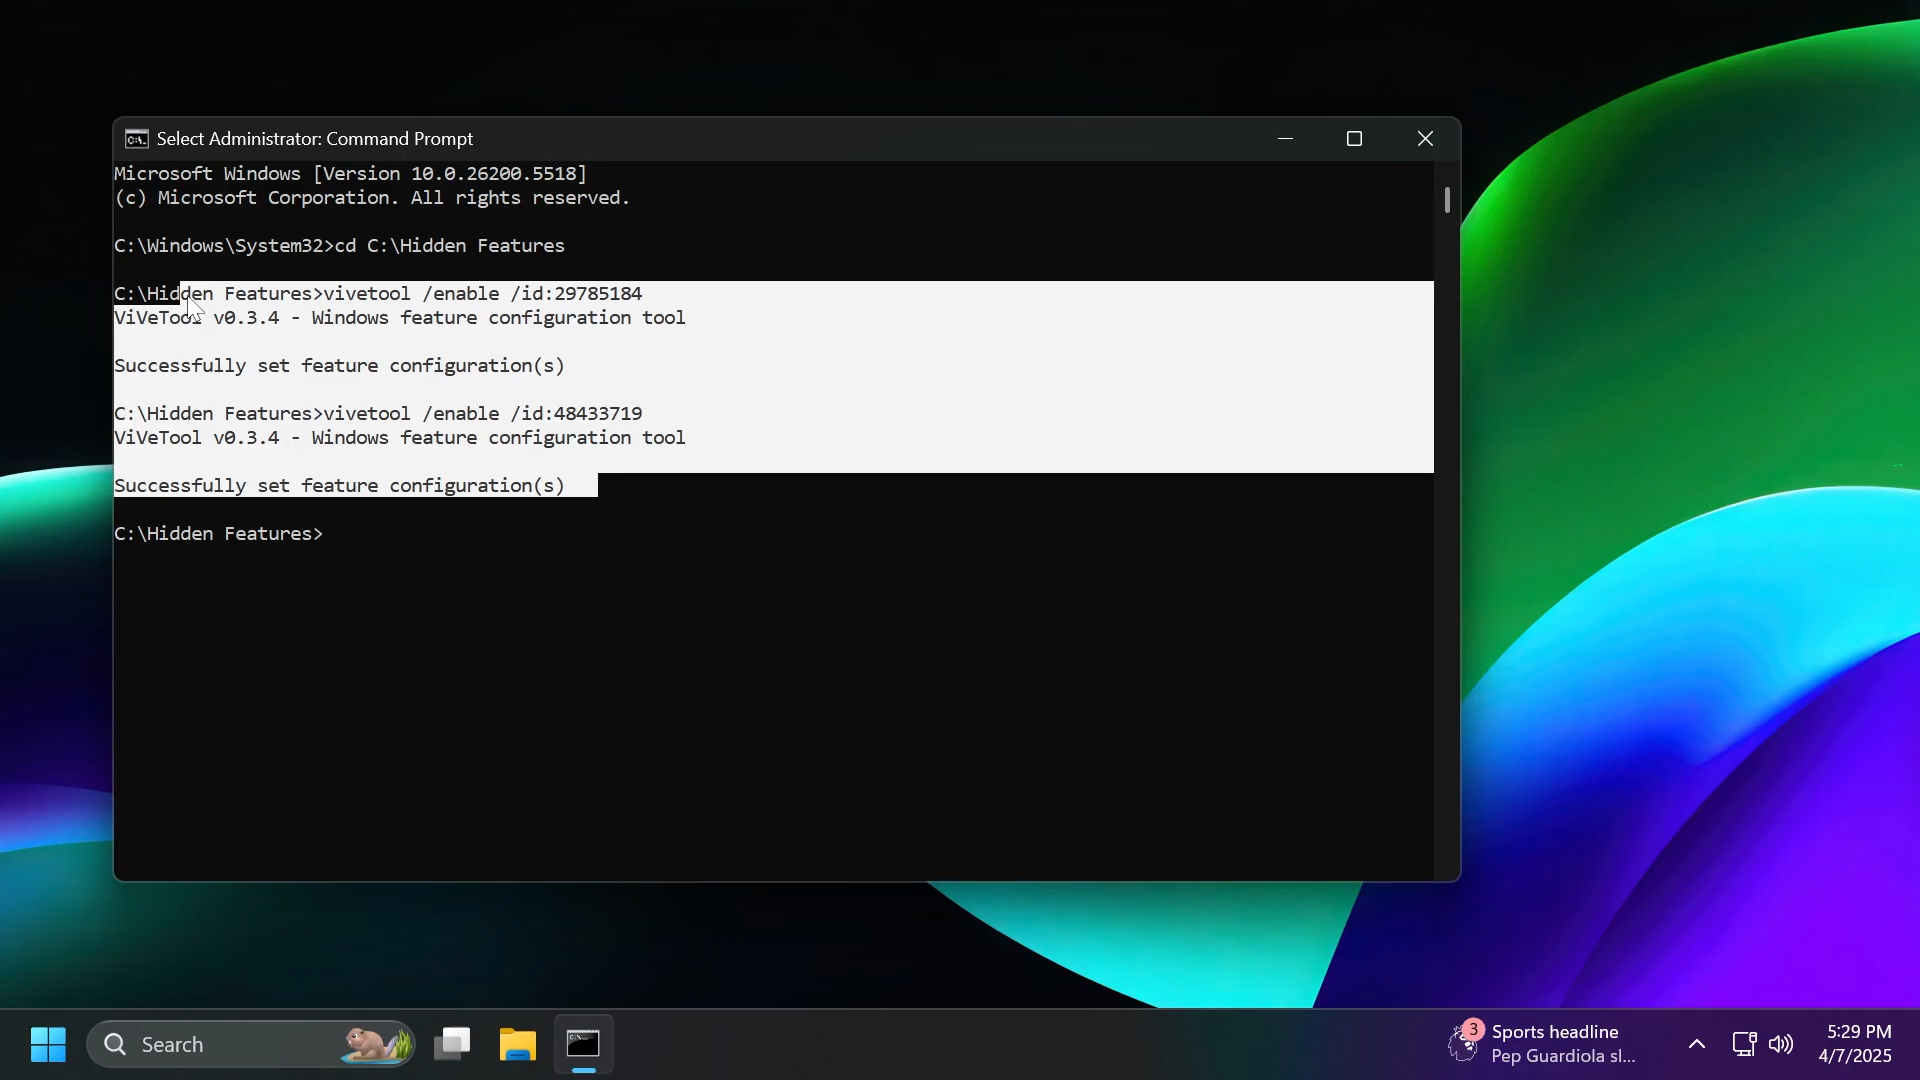 Select Administrator: Command Prompt
Microsoft Windows [Version 10.0.26200.5518]
(c) Microsoft Corporation. All rights reserved.
C:\Windows\System32>cd C:\Hidden Features
C:\Hidden Features>vivetool /enable /id:29785184
ViVeTool v0.3.4 - Windows feature configuration tool
Successfully set feature configuration(s)
C:\Hidden Features>vivetool /enable /id:48433719
ViVeTool v0.3.4 - Windows feature configuration tool
Successfully set feature configuration(s)
C:\Hidden Features>
Search
3
Sports headline
Pep Guardiola sl...
5:29 PM
4/7/2025